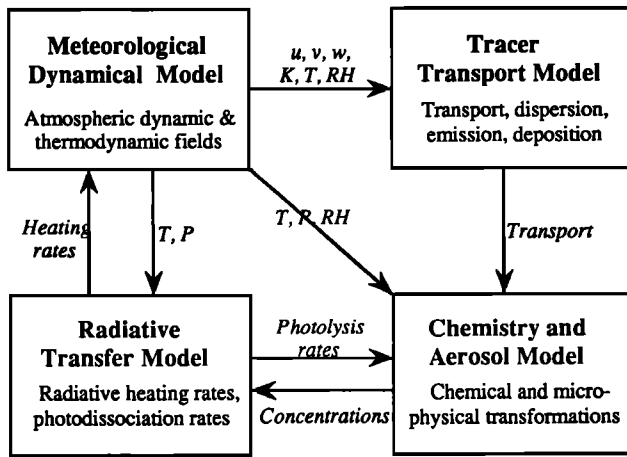 Meteorological
Dynamical Model
Atmospheric dynamic &
thermodynamic fields
u, v, w,
K, T, RH
Tracer
Transport Model
Transport, dispersion,
emission, deposition
Heating
rates
T, P
T, P, RH
Transport
Radiative
Transfer Model
Radiative heating rates,
photodissociation rates
Photolysis
rates
Concentrations
Chemistry and
Aerosol Model
Chemical and micro-
physical transformations